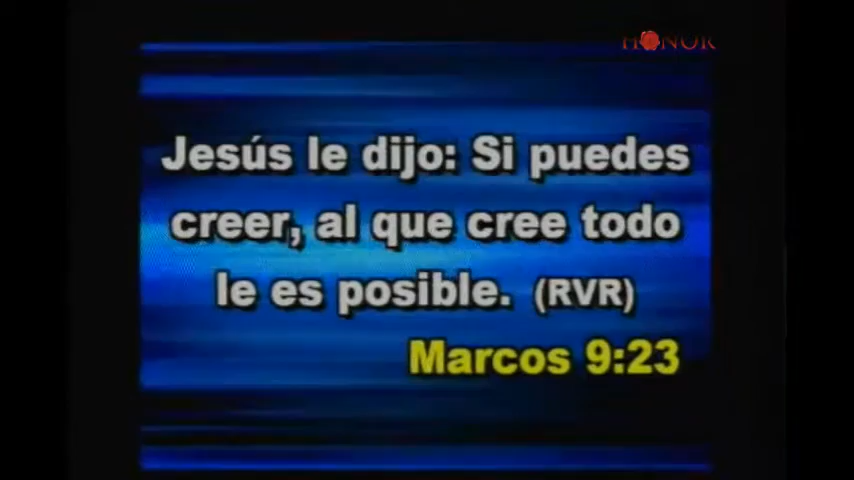 HONOR
Jesús le dijo: Si puedes
creer, al que cree todo
le es posible. (RVR)
Marcos 9:23